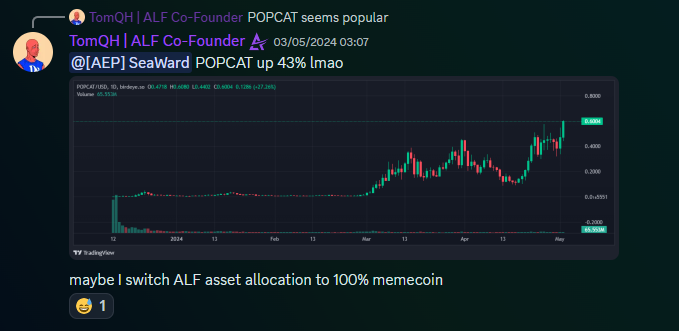 TomQH | ALF Co-Founder POPCAT seems popular
TomQH | ALF Co-Founder 03/05/2024 03:07
@[AEP] SeaWard POPCAT up 43% lmao
POPCAT/USD, 1D, birdeye.so O0.4718 H0.6080 L0.4402 C0.6004 0.1286 (+27.26%)
Volume 65.553M
0.8000
0.6004
0.4000
0.2000
0.0₁₅5551
-0.2000
65.553M
12 2024 13 Feb 13 Mar 13 Apr 13 May
TradingView
maybe I switch ALF asset allocation to 100% memecoin
1